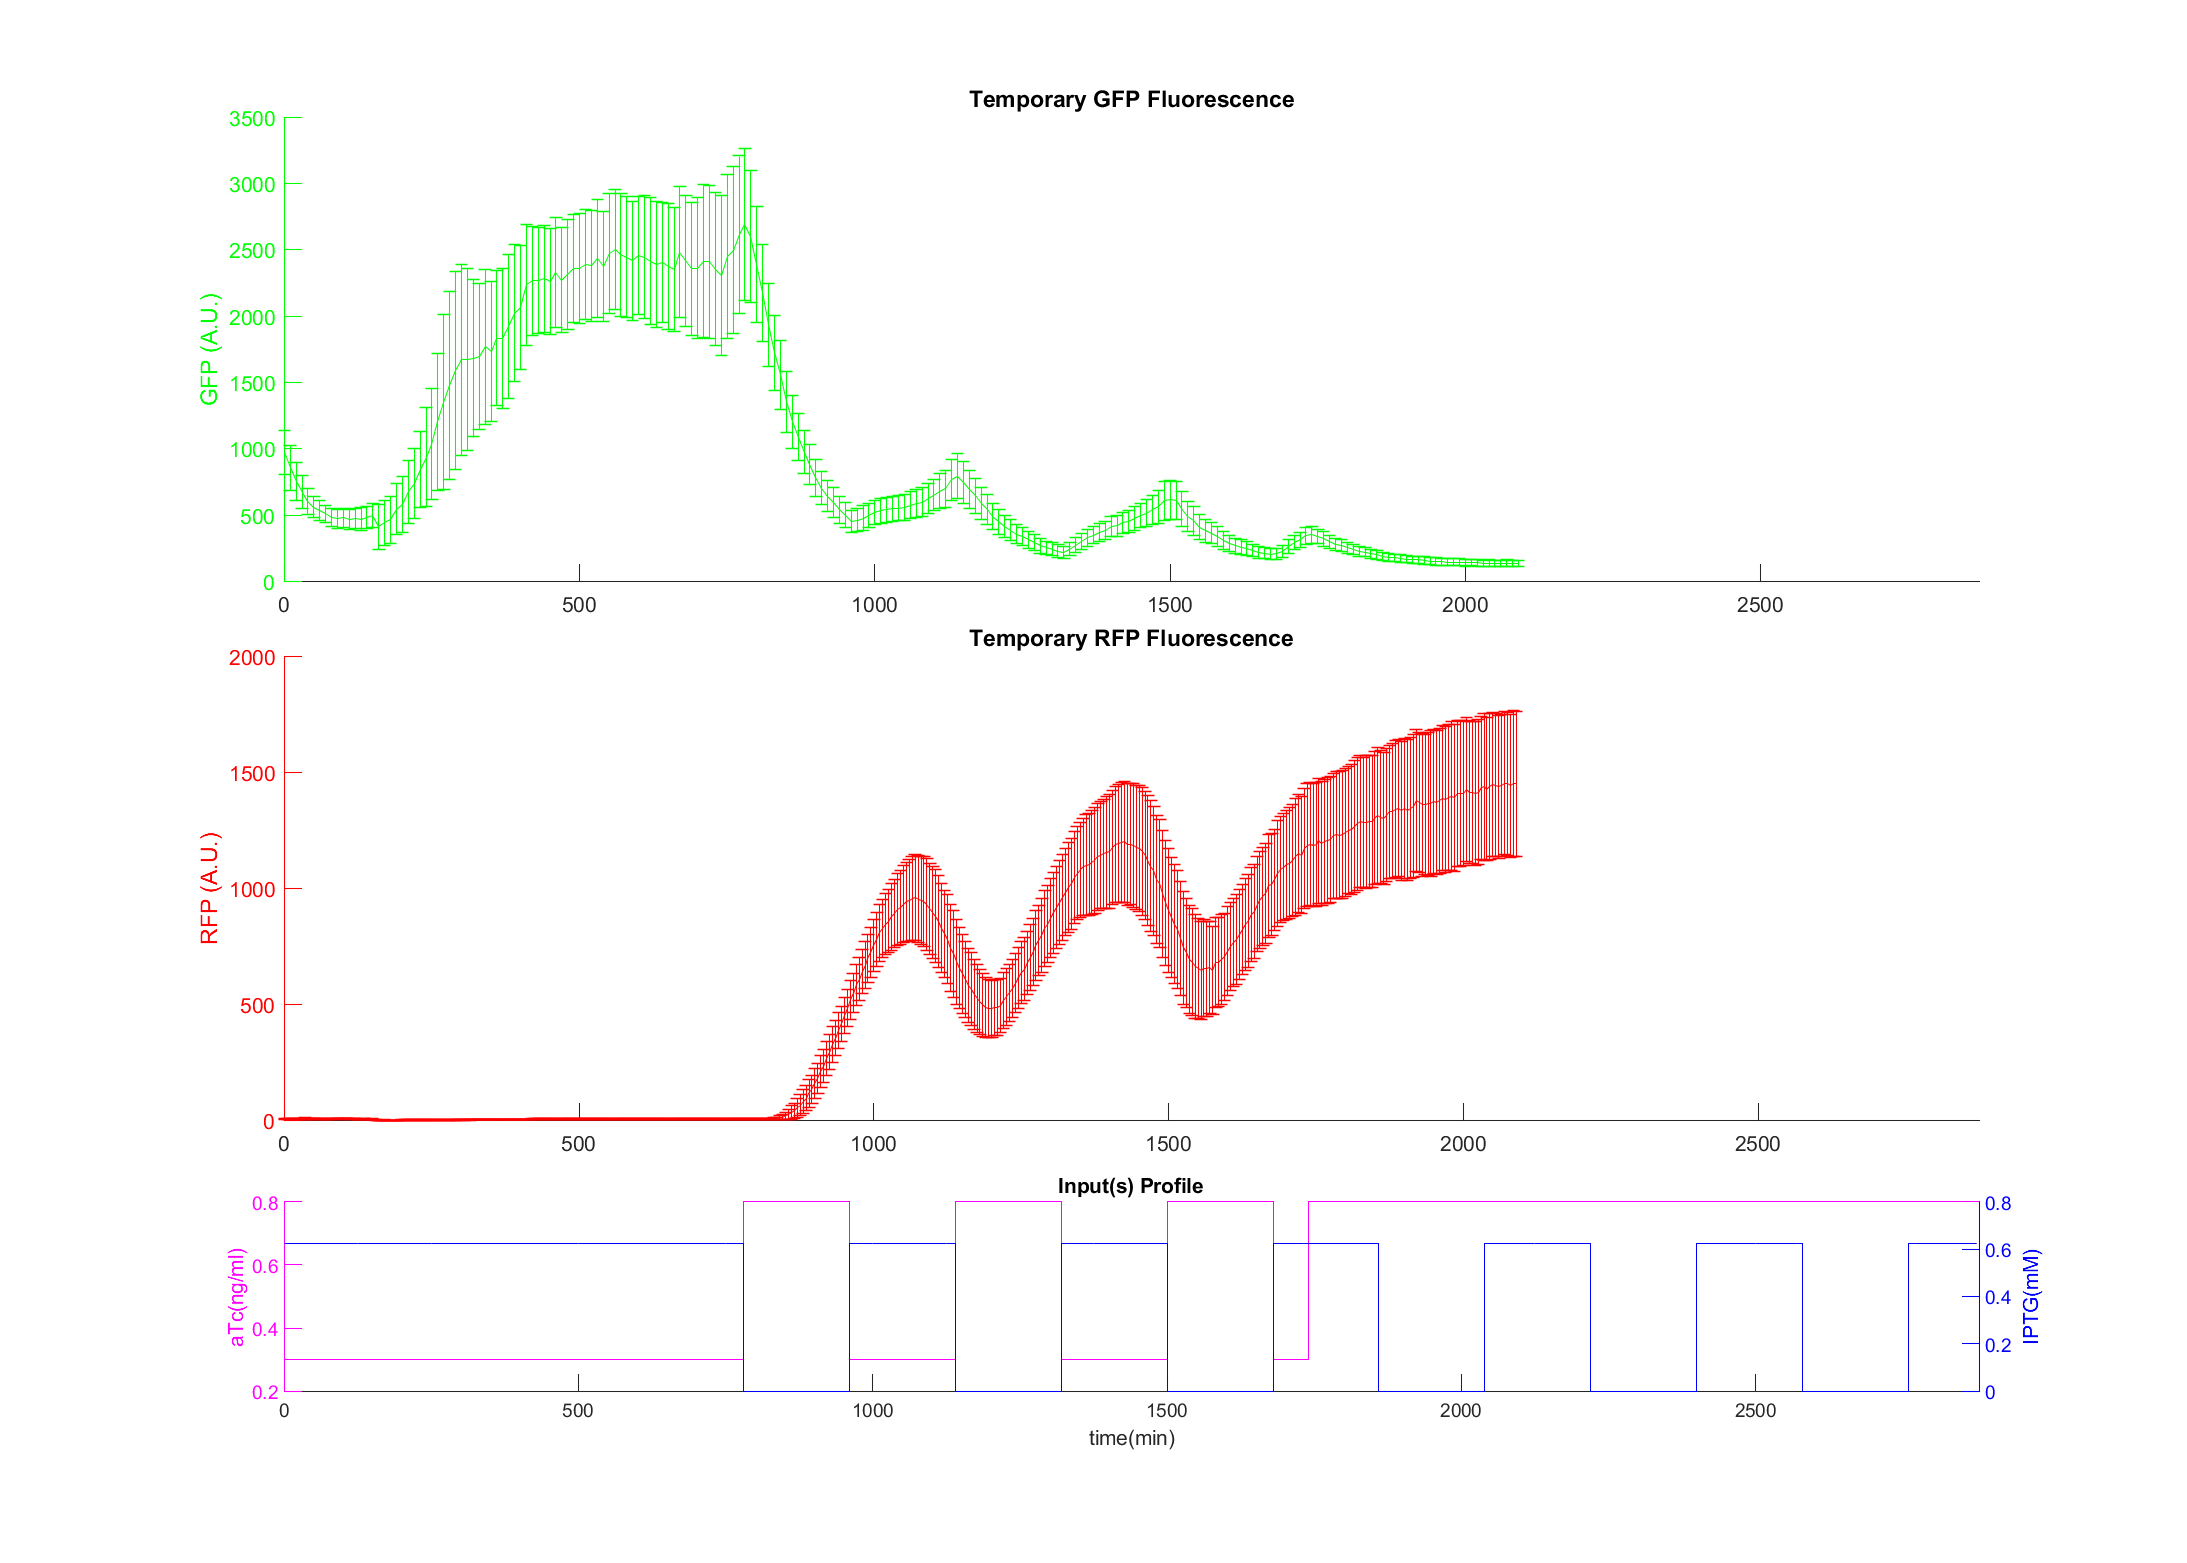 Temporary GFP Fluorescence
3500
3000
2500
2000
1500
1000
500
0
GFP (A.U.)
0 500 1000 1500 2000 2500
Temporary RFP Fluorescence
2000
1500
1000
500
0
RFP (A.U.)
0 500 1000 1500 2000 2500
Input(s) Profile
0.8
0.6
0.4
0.2
aTc(ng/ml)
0.8
0.6
0.4
0.2
0
IPTG(mM)
0 500 1000 1500 2000 2500
time(min)